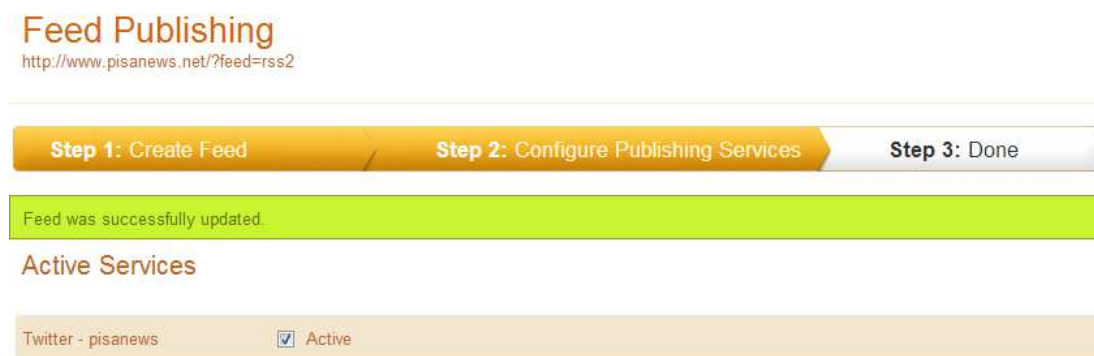 Feed Publishing
http://www.pisanews.net/?feed=rss2
Step 1: Create Feed
Step 2: Configure Publishing Services
Step 3: Done
Feed was successfully updated.
Active Services
Twitter - pisanews
Active